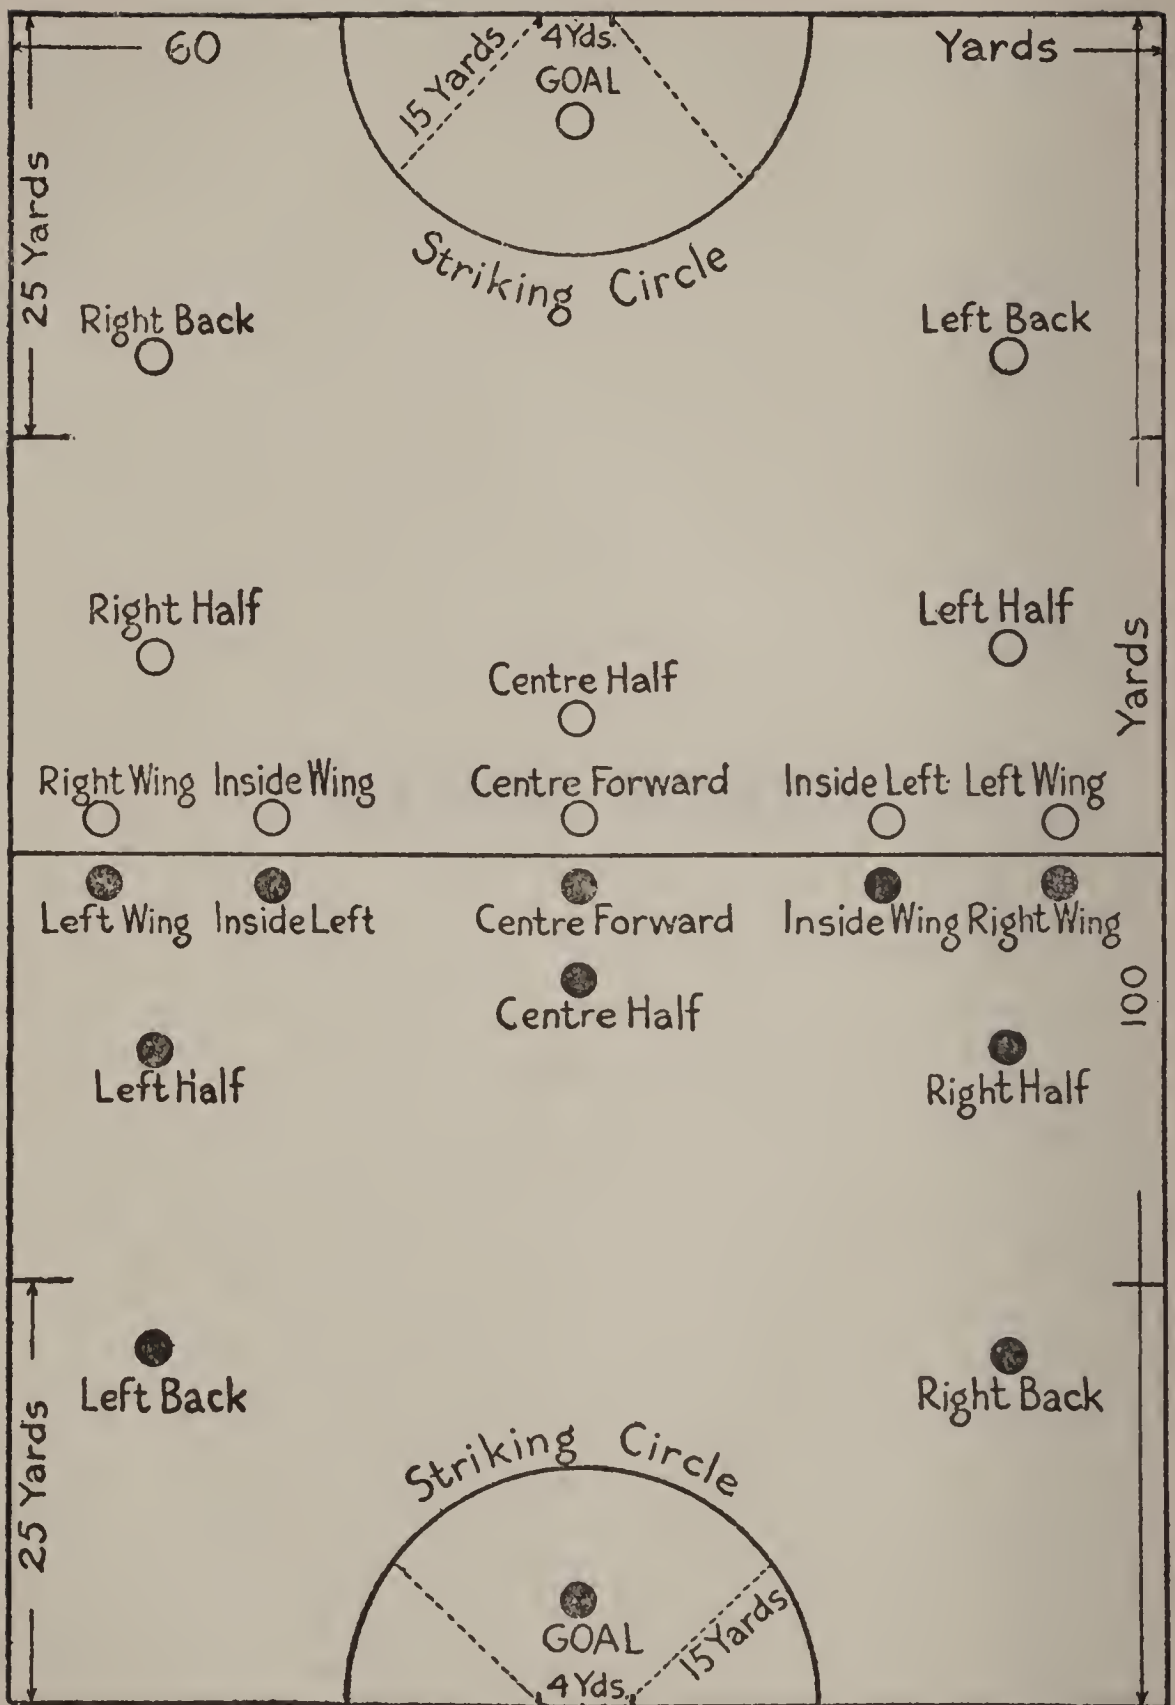 60 4 Yds. Yards
15 Yards
GOAL
25 Yards
Striking Circle
Right Back Left Back
Right Half Left Half
Yards
Centre Half
Right Wing Inside Wing Centre Forward Inside Left Left Wing
Left Wing Inside Left Centre Forward Inside Wing Right Wing
100
Centre Half
Left Half Right Half
Left Back Right Back
25 Yards
Striking Circle
GOAL
15 Yards
4 Yds.